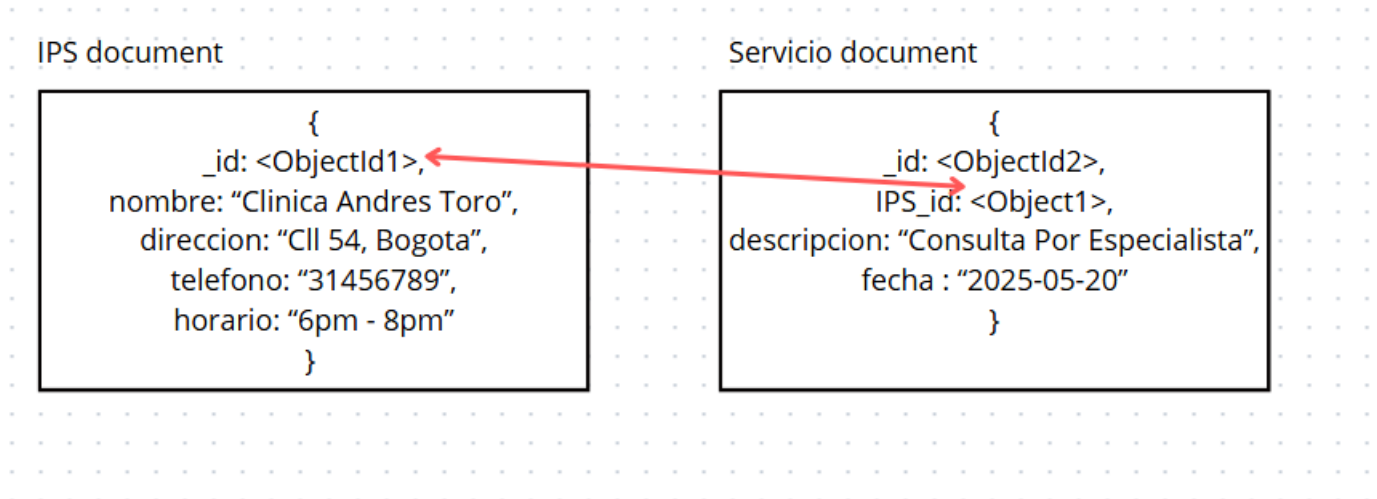 IPS document
{
_id: <ObjectId1>,
nombre: “Clinica Andres Toro”,
direccion: “Cll 54, Bogota”,
telefono: “31456789”,
horario: “6pm - 8pm”
}
Servicio document
{
_id: <ObjectId2>,
IPS_id: <Object1>,
descripcion: “Consulta Por Especialista”,
fecha : “2025-05-20”
}